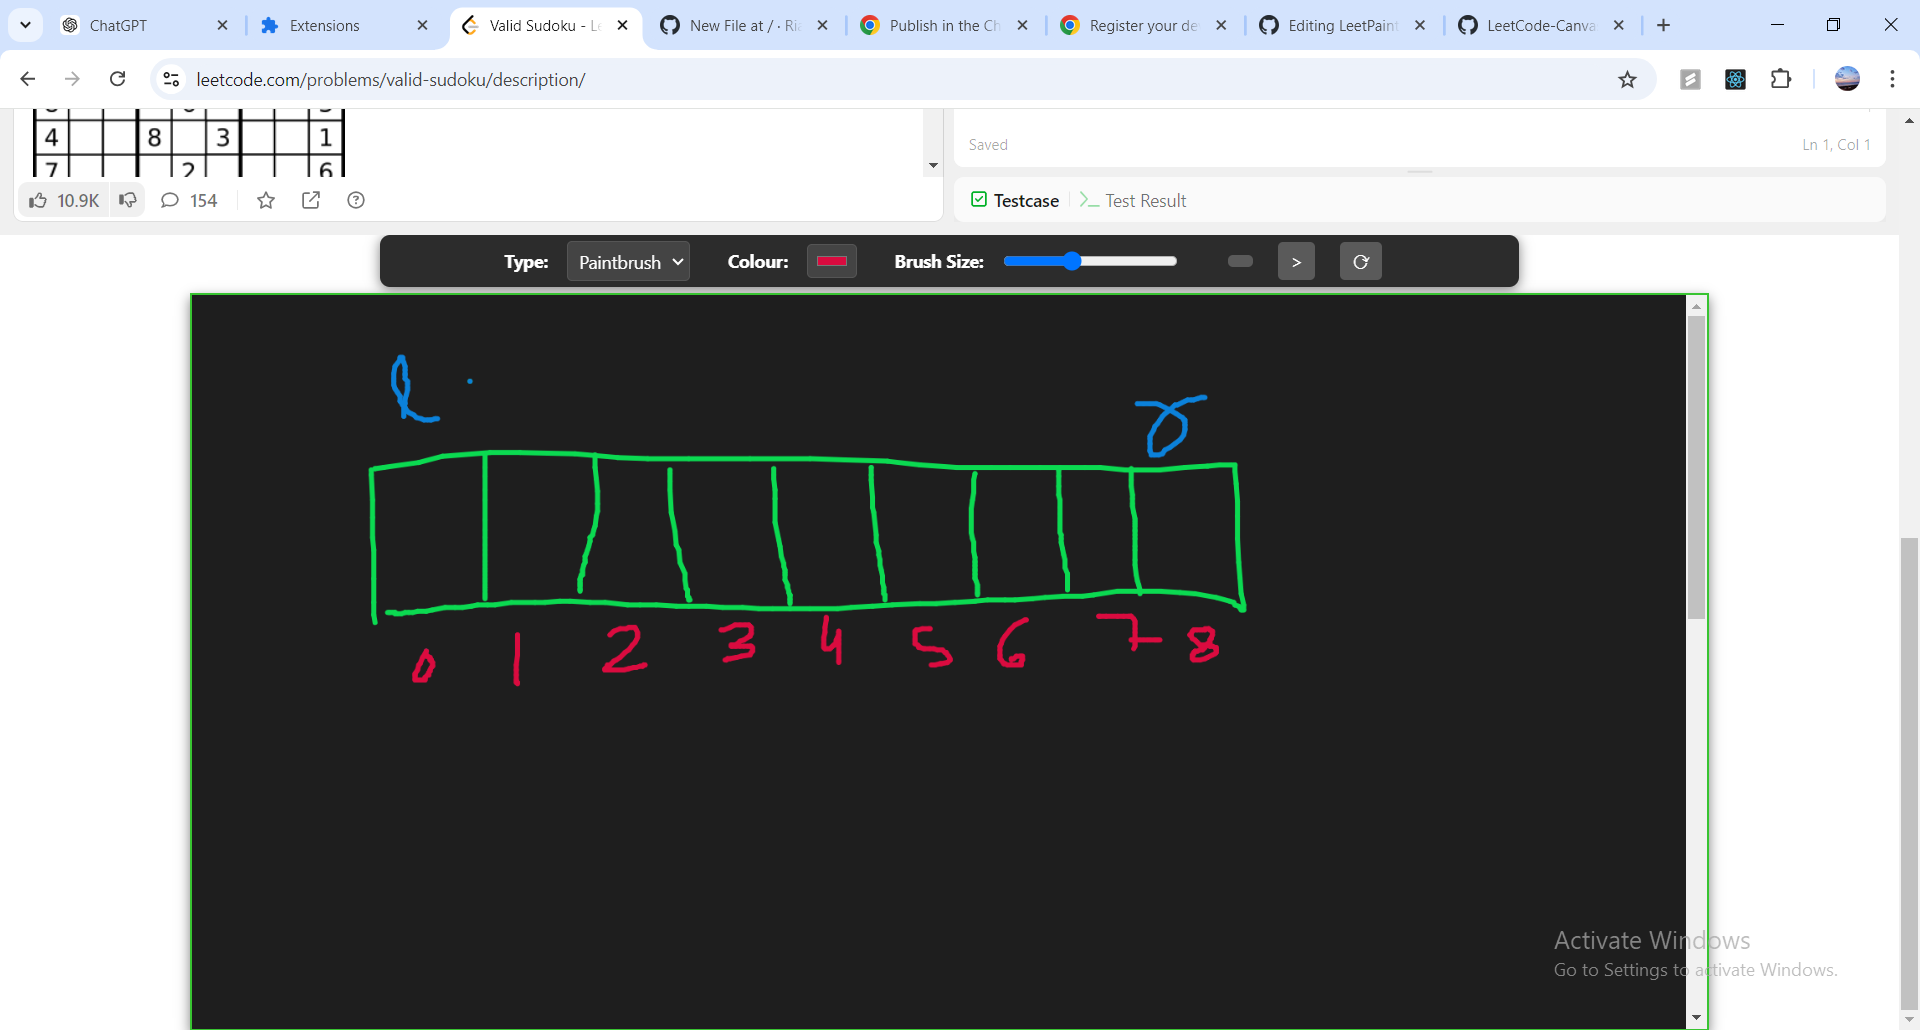 ChatGPT
Extensions
Valid Sudoku - Le
New File at / · Ria
Publish in the Ch
Register your de
Editing LeetPaint
LeetCode-Canva
leetcode.com/problems/valid-sudoku/description/
4 8 3 1
7 2 6
Saved
Ln 1, Col 1
10.9K
154
Testcase
Test Result
Type:
Paintbrush
Colour:
Brush Size:
>
l
r
0 1 2 3 4 5 6 7 8
Activate Windows
Go to Settings to activate Windows.